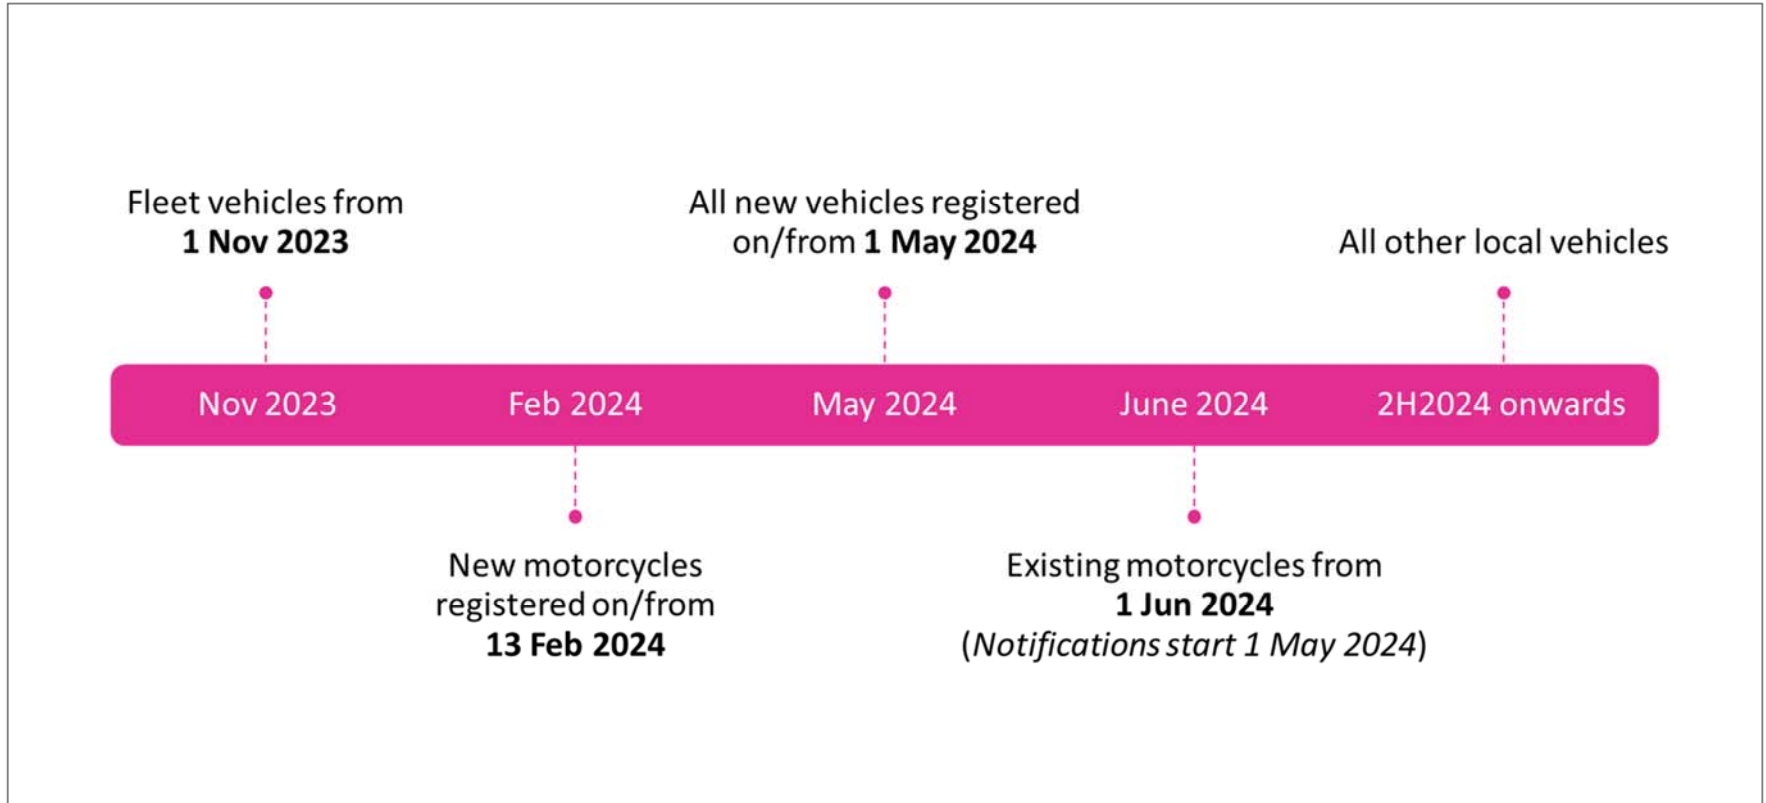 Fleet vehicles from
1 Nov 2023
All new vehicles registered
on/from 1 May 2024
All other local vehicles
Nov 2023
Feb 2024
May 2024
June 2024
2H2024 onwards
New motorcycles
registered on/from
13 Feb 2024
Existing motorcycles from
1 Jun 2024
(Notifications start 1 May 2024)